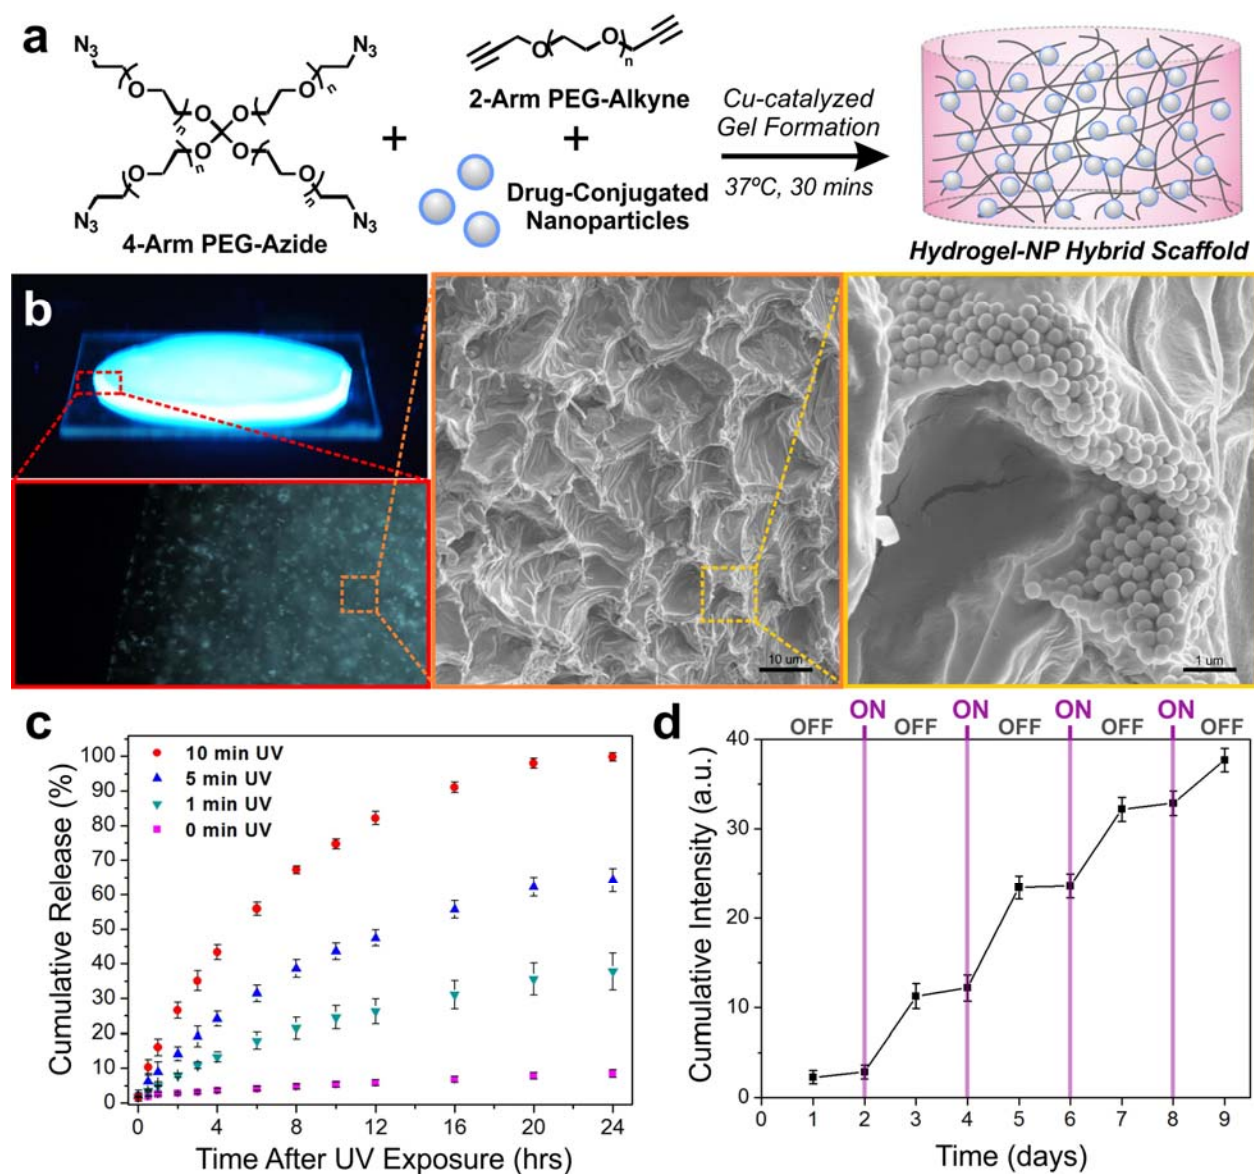 a
N3
N3
O
n
2-Arm PEG-Alkyne
+
+
Cu-catalyzed
Gel Formation
37ºC, 30 mins
Drug-Conjugated
Nanoparticles
N3
N3
4-Arm PEG-Azide
Hydrogel-NP Hybrid Scaffold
b
10 um
1 um
c
10 min UV
5 min UV
1 min UV
0 min UV
Cumulative Release (%)
100
90
80
70
60
50
40
30
20
10
0
0 4 8 12 16 20 24
Time After UV Exposure (hrs)
d
OFF ON OFF ON OFF ON OFF ON OFF
Cumulative Intensity (a.u.)
40
30
20
10
0
0 1 2 3 4 5 6 7 8 9
Time (days)